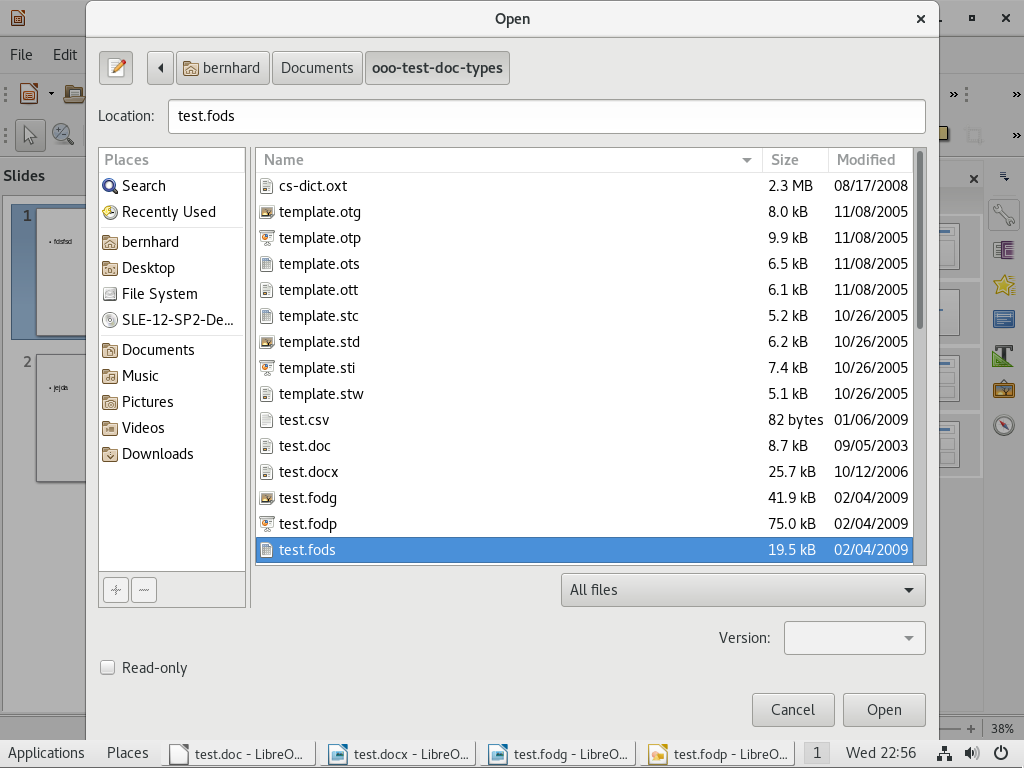 Open
File Edit
bernhard Documents ooo-test-doc-types
Location: test.fods
Places
Search
Recently Used
bernhard
Desktop
File System
SLE-12-SP2-De...
Documents
Music
Pictures
Videos
Downloads
Name Size Modified
cs-dict.oxt 2.3 MB 08/17/2008
template.otg 8.0 kB 11/08/2005
template.otp 9.9 kB 11/08/2005
template.ots 6.5 kB 11/08/2005
template.ott 6.1 kB 11/08/2005
template.stc 5.2 kB 10/26/2005
template.std 6.2 kB 10/26/2005
template.sti 7.4 kB 10/26/2005
template.stw 5.1 kB 10/26/2005
test.csv 82 bytes 01/06/2009
test.doc 8.7 kB 09/05/2003
test.docx 25.7 kB 10/12/2006
test.fodg 41.9 kB 02/04/2009
test.fodp 75.0 kB 02/04/2009
test.fods 19.5 kB 02/04/2009
All files
Version:
Read-only
Cancel Open
Slides
1
2
38%
Applications Places test.doc - LibreO... test.docx - LibreO... test.fodg - LibreO... test.fodp - LibreO... 1 Wed 22:56